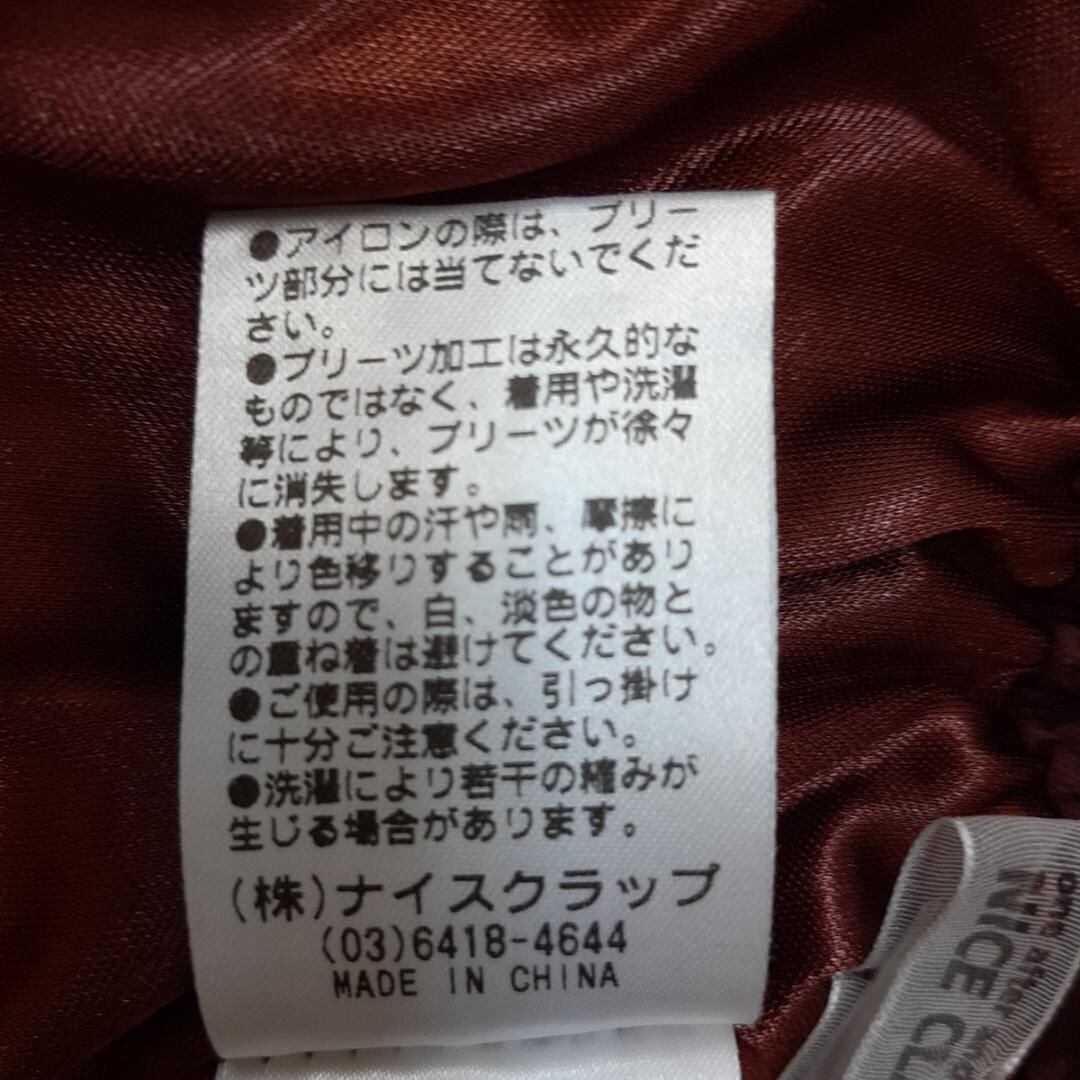 ●アイロンの際は、プリー
ツ部分には当てないでくだ
さい。
●プリーツ加工は永久的な
ものではなく、着用や洗濯
等により、プリーツが徐々
に消失します。
●着用中の汗や雨、摩擦に
より色移りすることがあり
ますので、白、淡色の物と
の重ね着は避けてください。
●ご使用の際は、引っ掛け
に十分ご注意ください。
●洗濯により若干の縮みが
生じる場合があります。
(株)ナイスクラップ
(03)6418-4644
MADE IN CHINA
one after
NICE